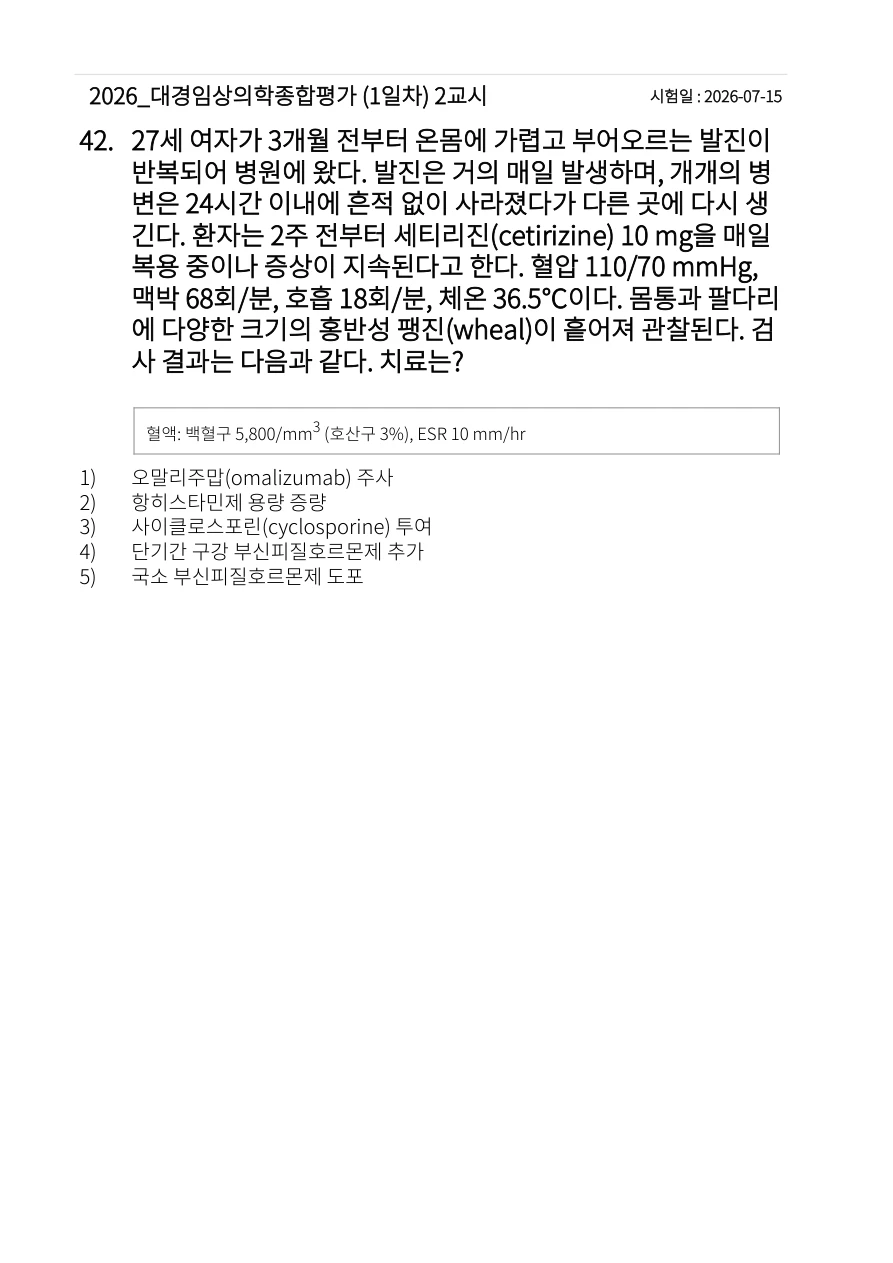 2026_대경임상의학종합평가 (1일차) 2교시
시험일 : 2026-07-15
42. 27세 여자가 3개월 전부터 온몸에 가렵고 부어오르는 발진이
반복되어 병원에 왔다. 발진은 거의 매일 발생하며, 개개의 병
변은 24시간 이내에 흔적 없이 사라졌다가 다른 곳에 다시 생
긴다. 환자는 2주 전부터 세티리진(cetirizine) 10 mg을 매일
복용 중이나 증상이 지속된다고 한다. 혈압 110/70 mmHg,
맥박 68회/분, 호흡 18회/분, 체온 36.5℃이다. 몸통과 팔다리
에 다양한 크기의 홍반성 팽진(wheal)이 흩어져 관찰된다. 검
사 결과는 다음과 같다. 치료는?
혈액: 백혈구 5,800/mm³ (호산구 3%), ESR 10 mm/hr
1) 오말리주맙(omalizumab) 주사
2) 항히스타민제 용량 증량
3) 사이클로스포린(cyclosporine) 투여
4) 단기간 구강 부신피질호르몬제 추가
5) 국소 부신피질호르몬제 도포